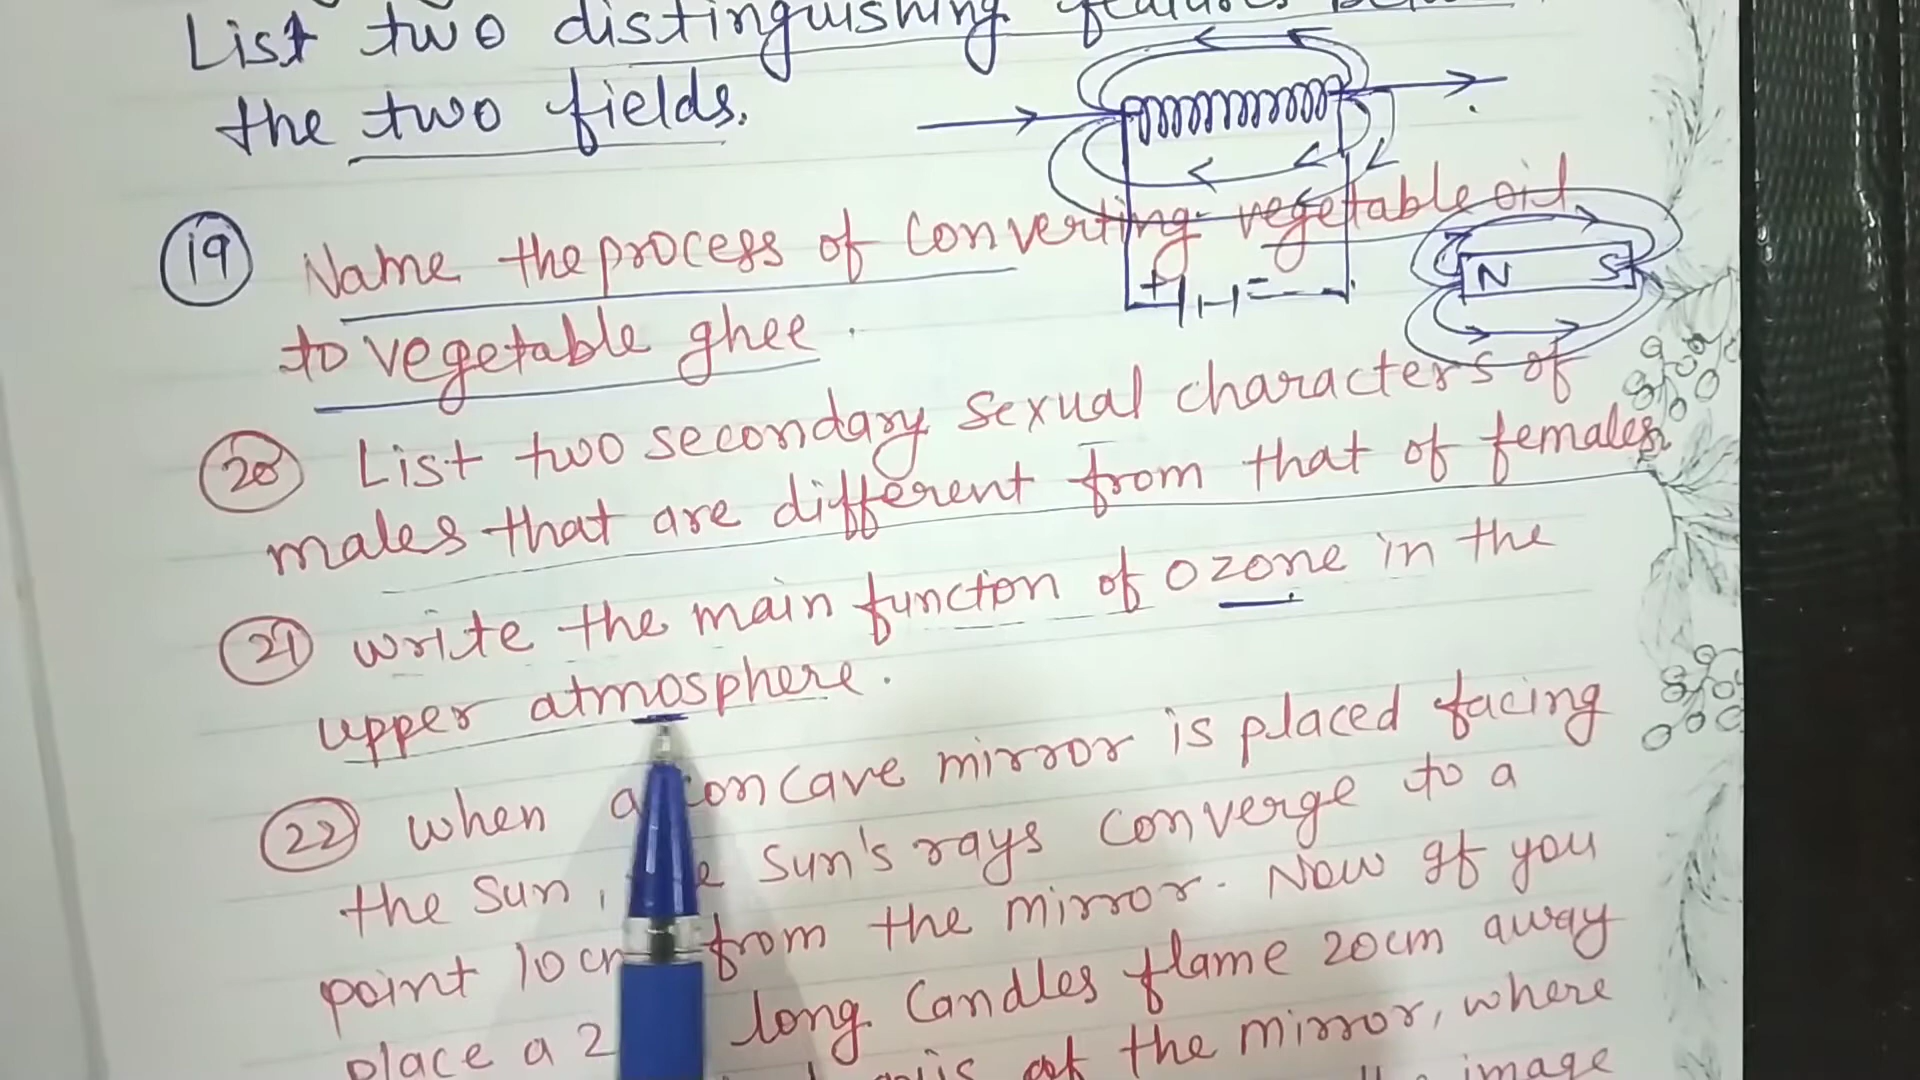 List two distinguishing features
the two fields.
19 Name the process of converting vegetable oil
to vegetable ghee.
N S
+ -
20 List two secondary sexual characters of
males that are different from that of females.
21 write the main function of ozone in the
upper atmosphere.
22 when a concave mirror is placed facing
the sun, sun's rays converge to a
point 10cm from the mirror. Now if you
place a 2 long candles flame 20cm away
of the mirror, where
image